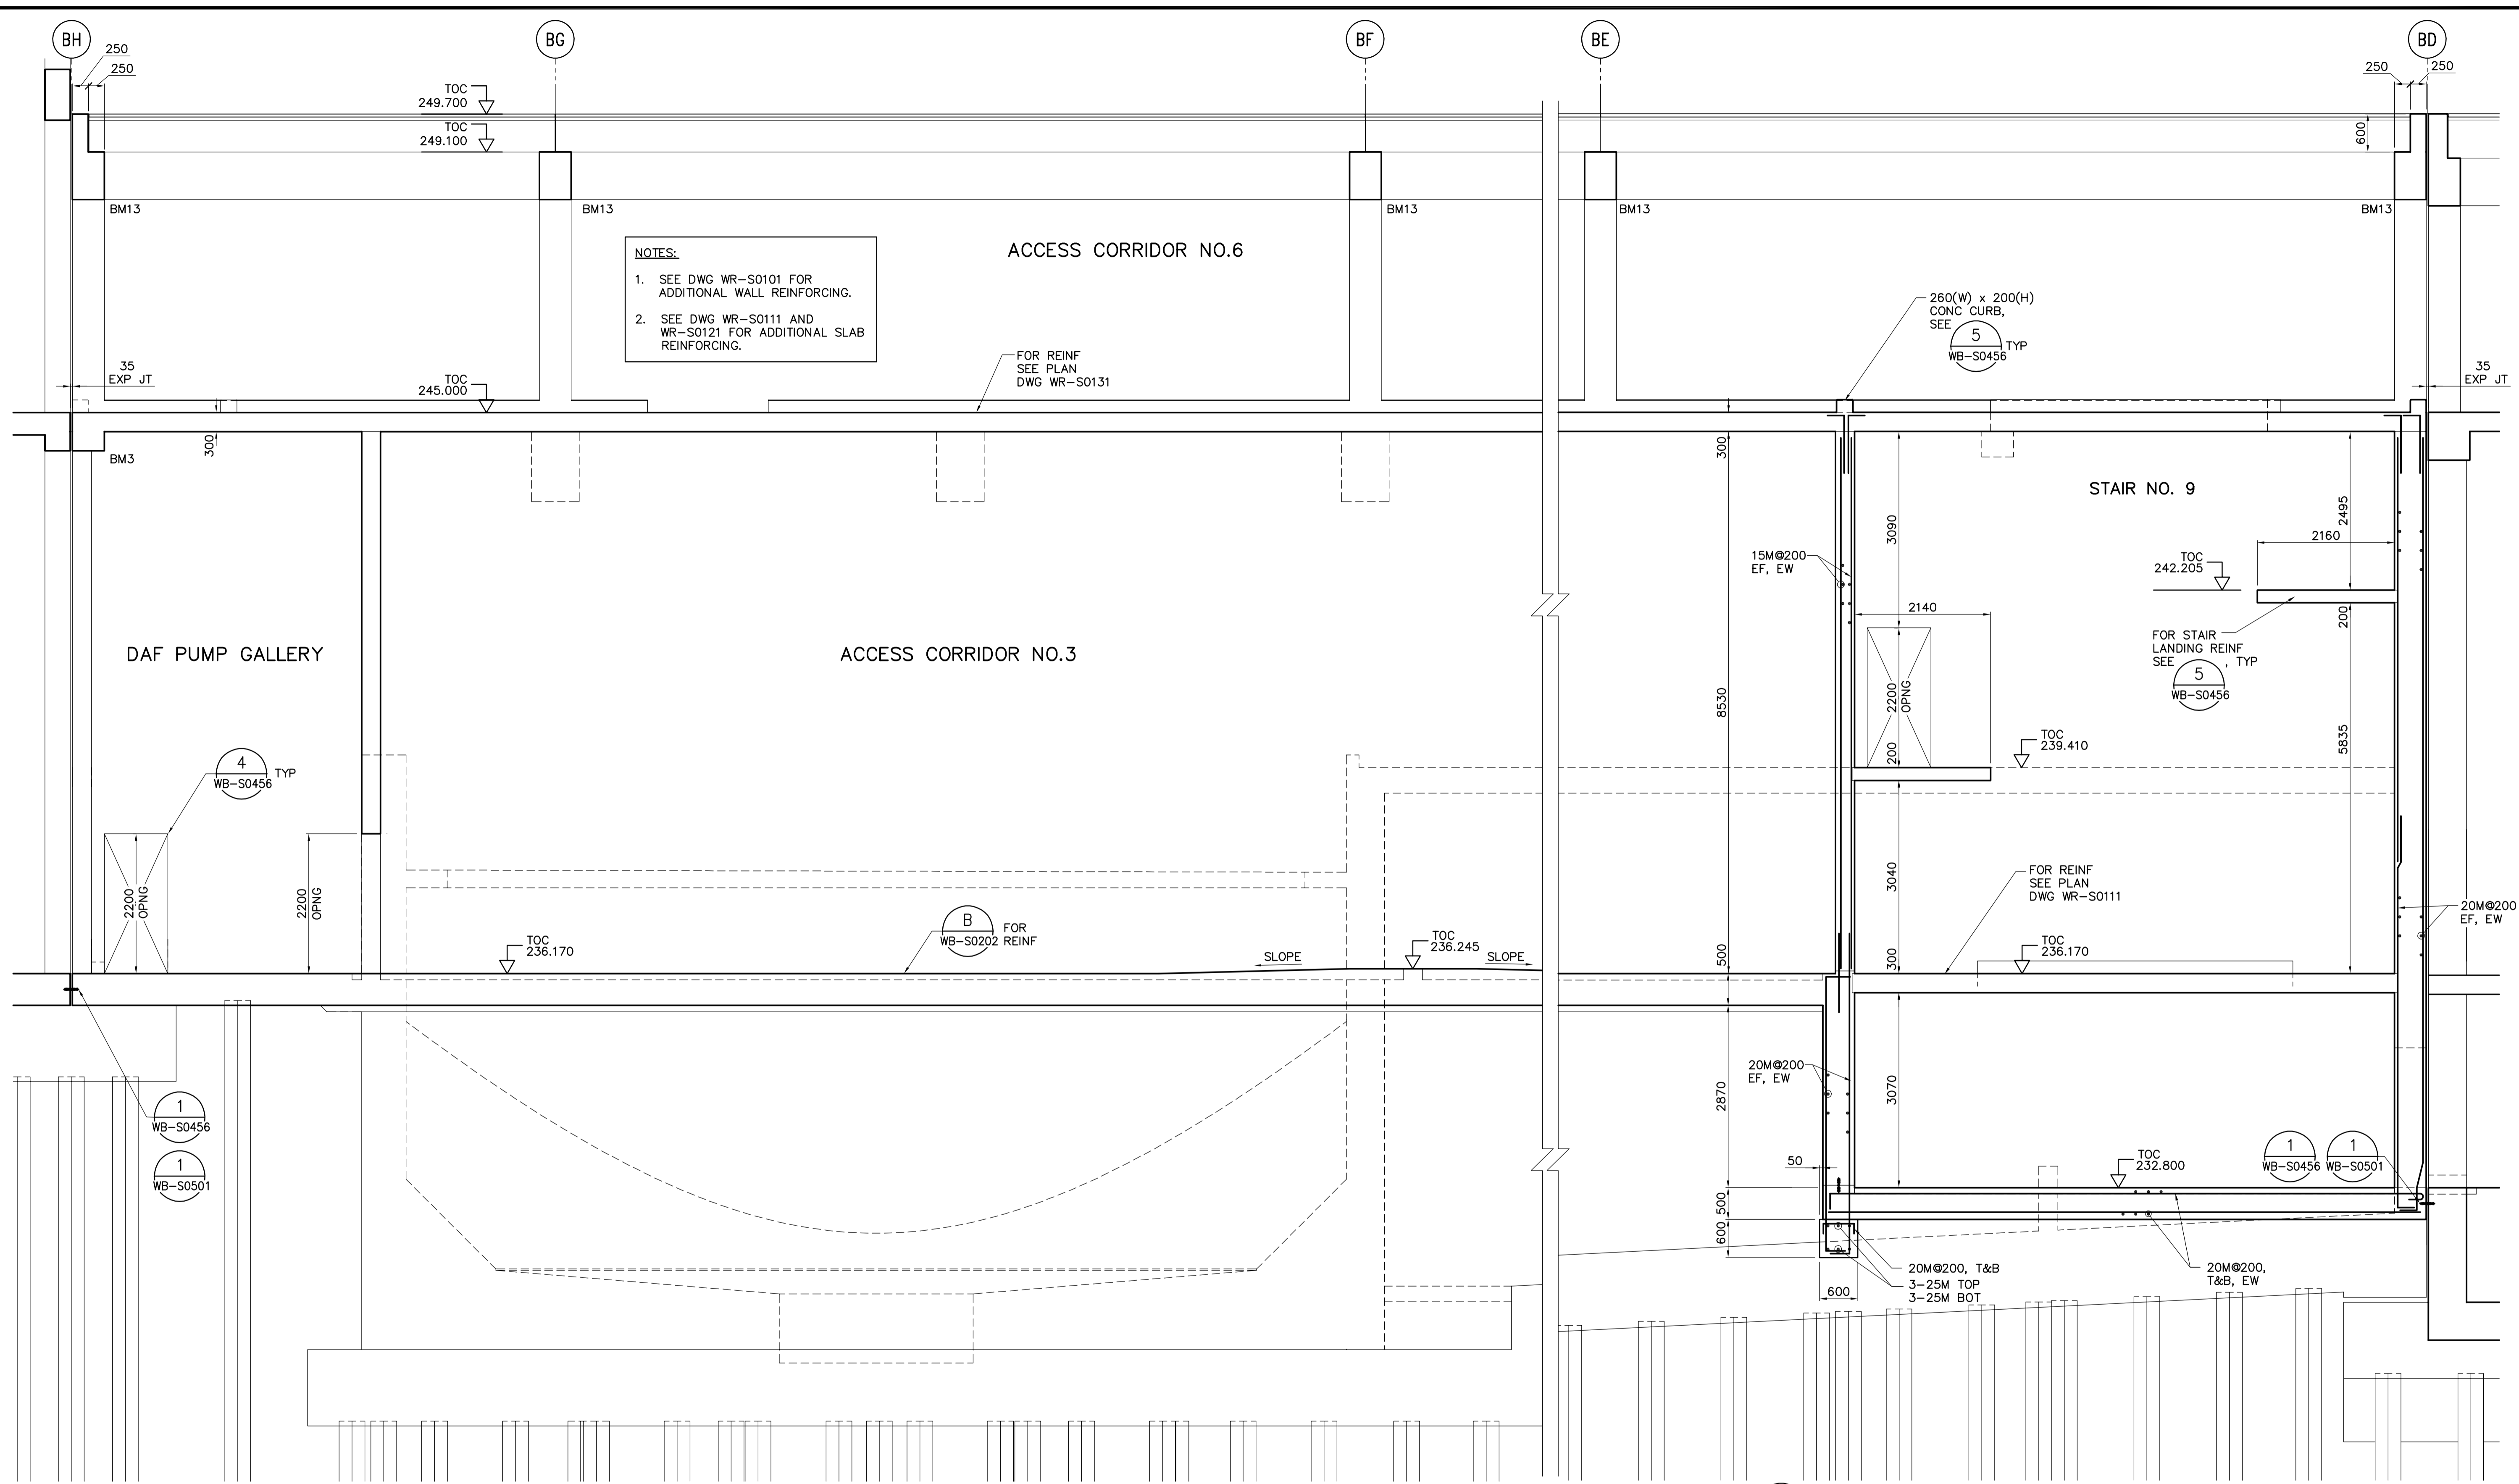 BH
BG
BF
BE
BD
250
250
250
250
TOC
249.700
TOC
249.100
600
BM13
BM13
BM13
BM13
BM13
NOTES:
1. SEE DWG WR-S0101 FOR
ADDITIONAL WALL REINFORCING.
2. SEE DWG WR-S0111 AND
WR-S0121 FOR ADDITIONAL SLAB
REINFORCING.
ACCESS CORRIDOR NO.6
260(W) x 200(H)
CONC CURB,
SEE
5
WB-S0456
TYP
35
EXP JT
TOC
245.000
FOR REINF
SEE PLAN
DWG WR-S0131
35
EXP JT
BM3
300
300
3090
STAIR NO. 9
2495
2160
15M@200
EF, EW
TOC
242.205
2140
200
FOR STAIR
LANDING REINF
SEE
5
WB-S0456
, TYP
DAF PUMP GALLERY
ACCESS CORRIDOR NO.3
8530
2200
OPNG
200
5835
TOC
239.410
4
WB-S0456
TYP
2200
OPNG
2200
OPNG
3040
FOR REINF
SEE PLAN
DWG WR-S0111
20M@200
EF, EW
B
WB-S0202
FOR
REINF
TOC
236.170
SLOPE
TOC
236.245
SLOPE
500
300
TOC
236.170
20M@200
EF, EW
2870
3070
1
WB-S0456
1
WB-S0501
50
TOC
232.800
1
WB-S0456
1
WB-S0501
500
600
600
20M@200, T&B
3-25M TOP
3-25M BOT
20M@200,
T&B, EW